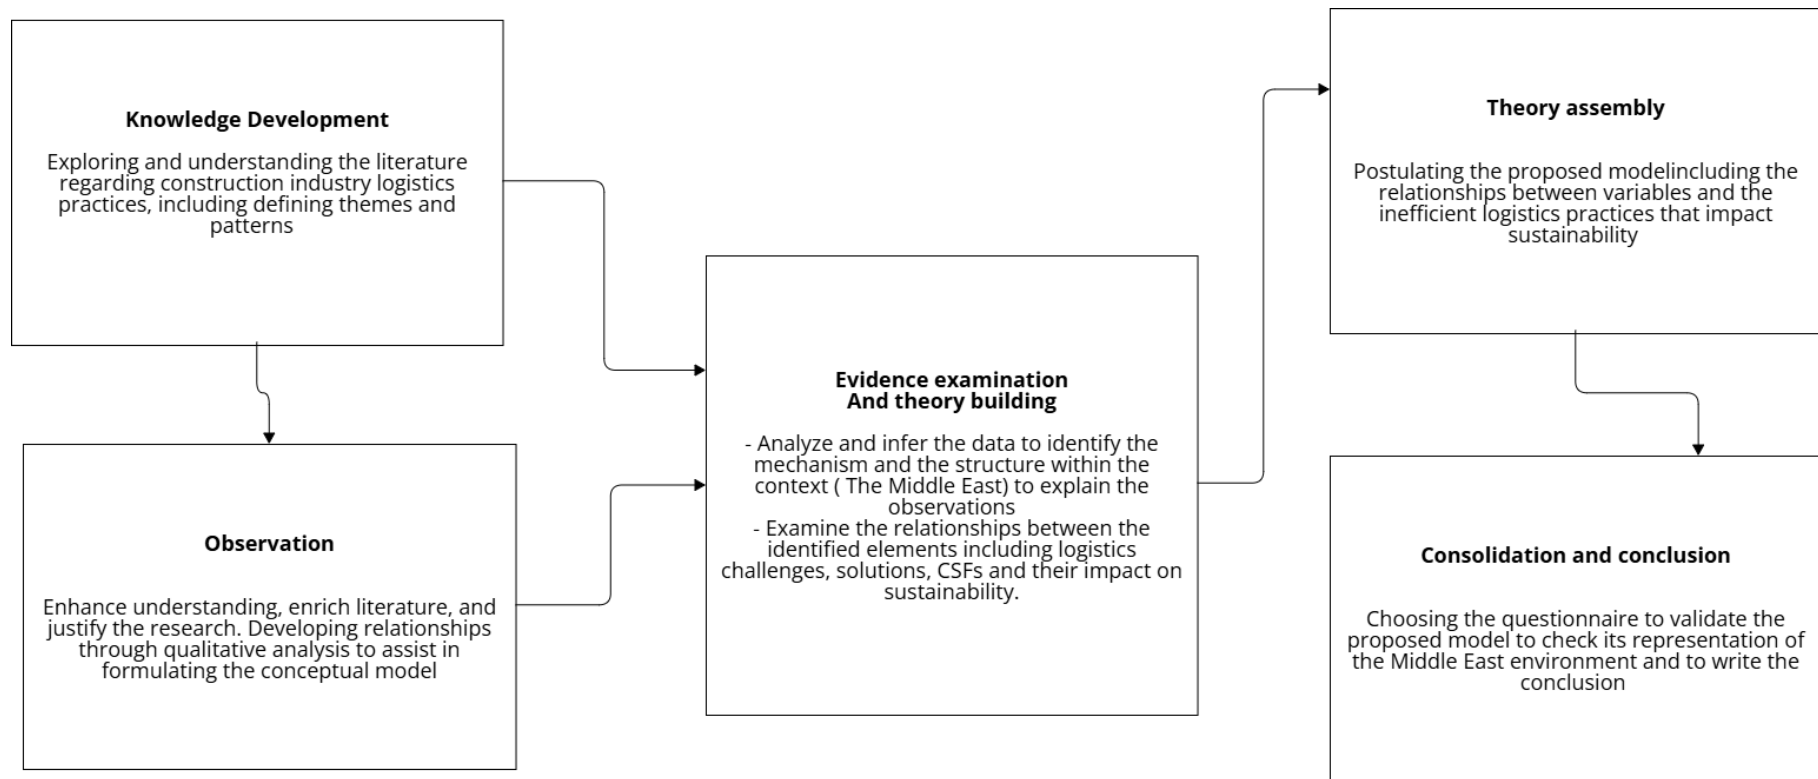 Knowledge Development
Exploring and understanding the literature
regarding construction industry logistics
practices, including defining themes and
patterns
Observation
Enhance understanding, enrich literature, and
justify the research. Developing relationships
through qualitative analysis to assist in
formulating the conceptual model
Evidence examination
And theory building
- Analyze and infer the data to identify the
mechanism and the structure within the
context ( The Middle East) to explain the
observations
- Examine the relationships between the
identified elements including logistics
challenges, solutions, CSFs and their impact on
sustainability.
Theory assembly
Postulating the proposed modelincluding the
relationships between variables and the
inefficient logistics practices that impact
sustainability
Consolidation and conclusion
Choosing the questionnaire to validate the
proposed model to check its representation of
the Middle East environment and to write the
conclusion